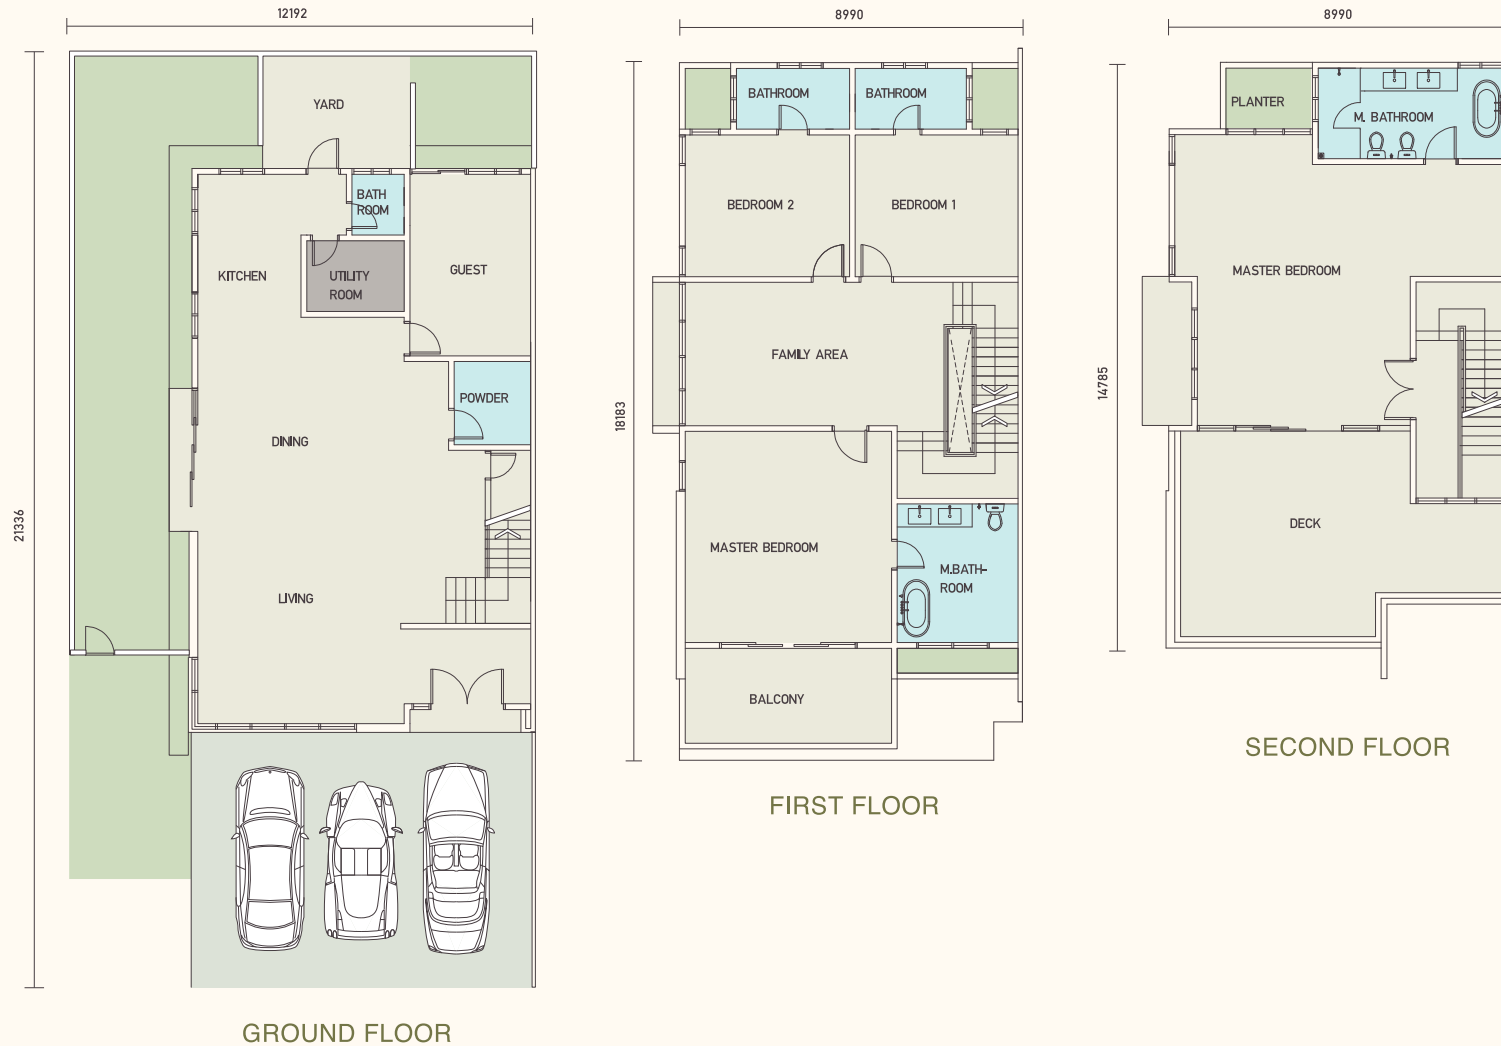 12192
21336
YARD
BATH
ROOM
KITCHEN
UTILITY
ROOM
GUEST
POWDER
DINING
LIVING
GROUND FLOOR
8990
18183
BATHROOM
BATHROOM
BEDROOM 2
BEDROOM 1
FAMILY AREA
MASTER BEDROOM
M.BATH-
ROOM
BALCONY
FIRST FLOOR
8990
14785
PLANTER
M. BATHROOM
MASTER BEDROOM
DECK
SECOND FLOOR